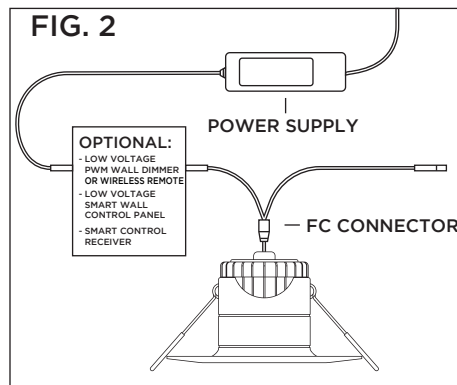 FIG. 2
POWER SUPPLY
OPTIONAL:
- LOW VOLTAGE
PWM WALL DIMMER
OR WIRELESS REMOTE
- LOW VOLTAGE
SMART WALL
CONTROL PANEL
- SMART CONTROL
RECEIVER
FC CONNECTOR